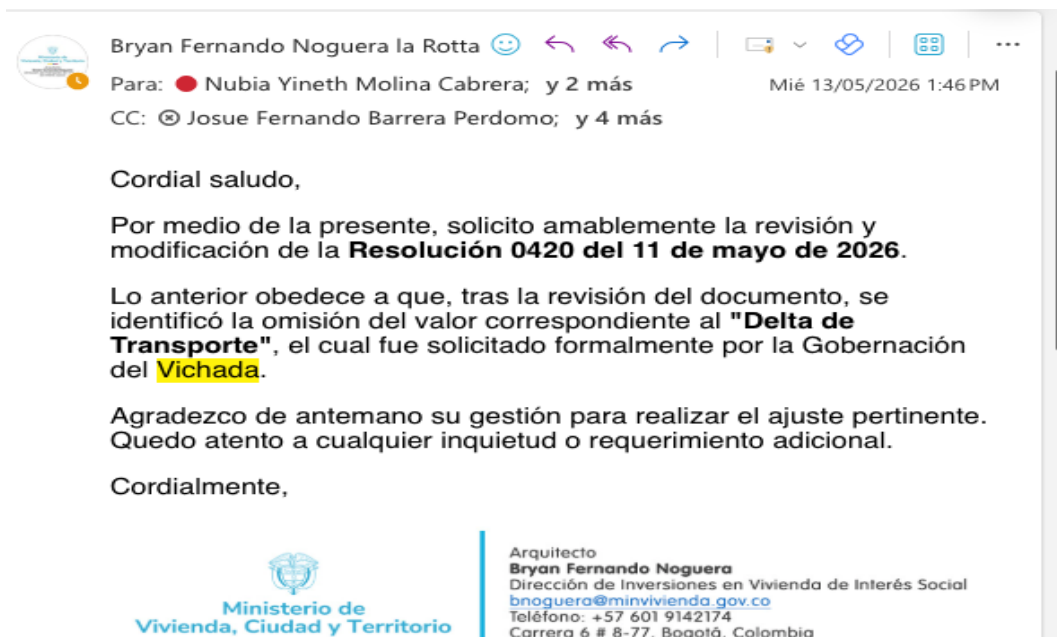 Bryan Fernando Noguera la Rotta
Para: Nubia Yineth Molina Cabrera; y 2 más
Mié 13/05/2026 1:46 PM
CC: Josue Fernando Barrera Perdomo; y 4 más
Cordial saludo,
Por medio de la presente, solicito amablemente la revisión y
modificación de la Resolución 0420 del 11 de mayo de 2026.
Lo anterior obedece a que, tras la revisión del documento, se
identificó la omisión del valor correspondiente al "Delta de
Transporte", el cual fue solicitado formalmente por la Gobernación
del Vichada.
Agradezco de antemano su gestión para realizar el ajuste pertinente.
Quedo atento a cualquier inquietud o requerimiento adicional.
Cordialmente,
Ministerio de
Vivienda, Ciudad y Territorio
Arquitecto
Bryan Fernando Noguera
Dirección de Inversiones en Vivienda de Interés Social
bnoguera@minvivienda.gov.co
Teléfono: +57 601 9142174
Carrera 6 # 8-77, Bogotá, Colombia